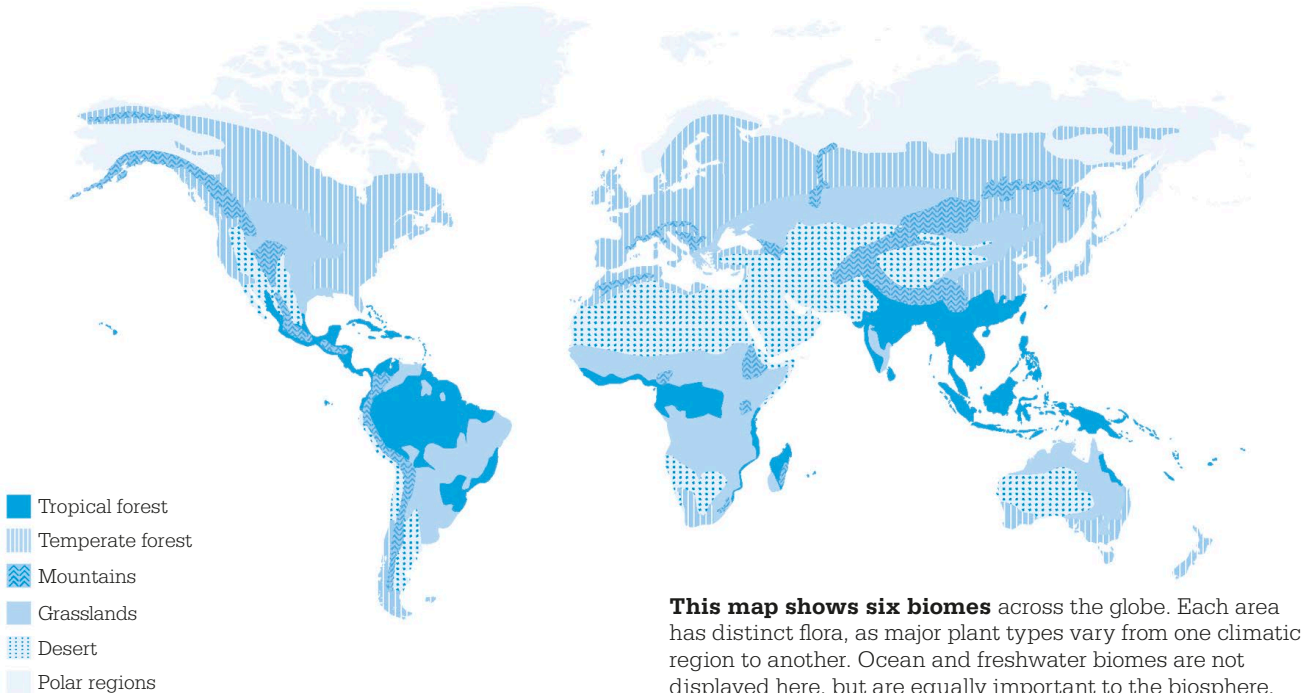 Tropical forest
Temperate forest
Mountains
Grasslands
Desert
Polar regions
This map shows six biomes across the globe. Each area
has distinct flora, as major plant types vary from one climatic
region to another. Ocean and freshwater biomes are not
displayed here, but are equally important to the biosphere.